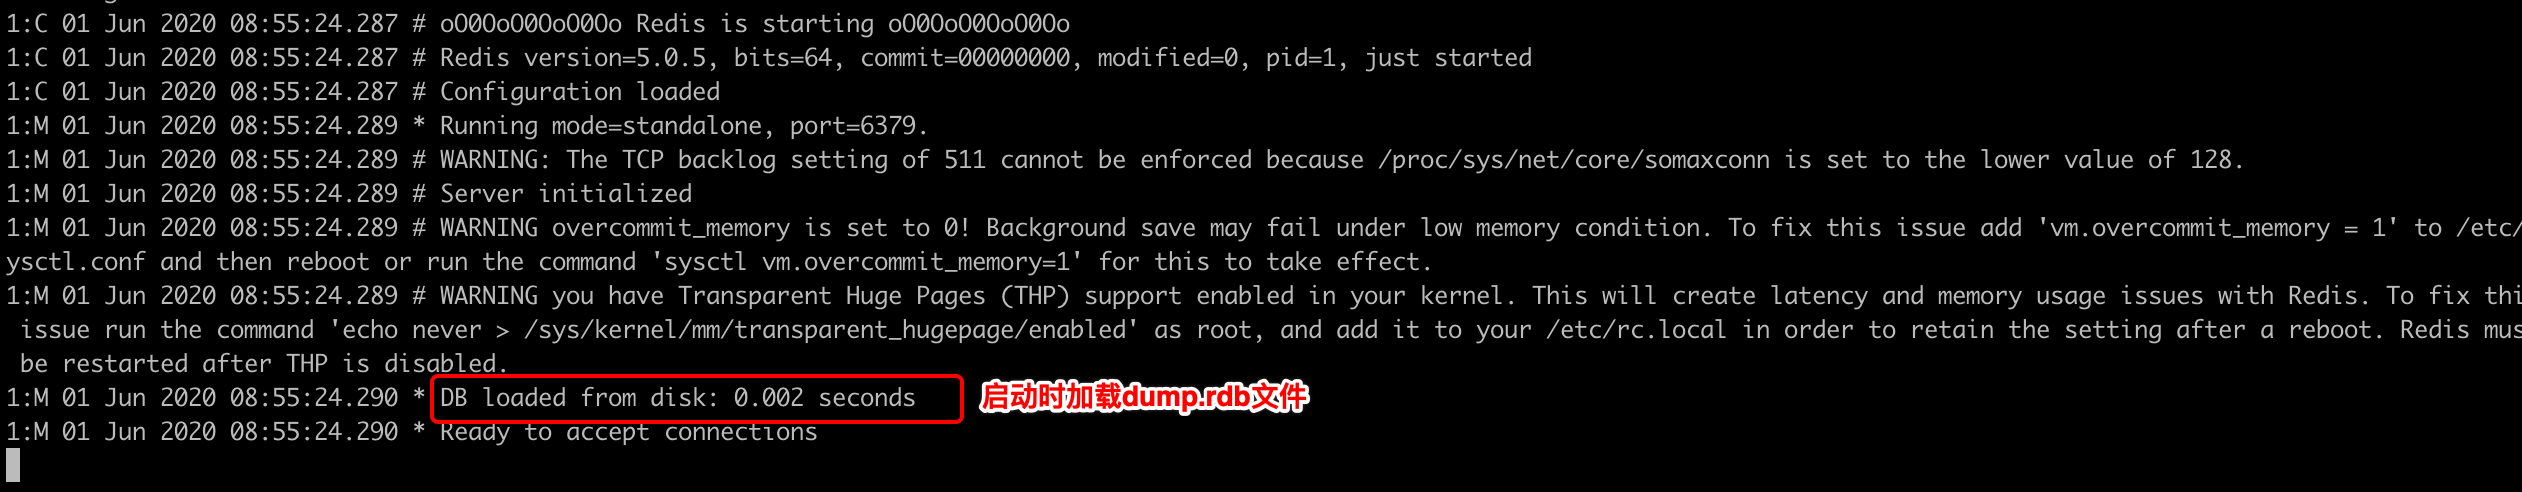 1:C 01 Jun 2020 08:55:24.287 # oO0OoO0OoO0Oo Redis is starting oO0OoO0OoO0Oo
1:C 01 Jun 2020 08:55:24.287 # Redis version=5.0.5, bits=64, commit=00000000, modified=0, pid=1, just started
1:C 01 Jun 2020 08:55:24.287 # Configuration loaded
1:M 01 Jun 2020 08:55:24.289 * Running mode=standalone, port=6379.
1:M 01 Jun 2020 08:55:24.289 # WARNING: The TCP backlog setting of 511 cannot be enforced because /proc/sys/net/core/somaxconn is set to the lower value of 128.
1:M 01 Jun 2020 08:55:24.289 # Server initialized
1:M 01 Jun 2020 08:55:24.289 # WARNING overcommit_memory is set to 0! Background save may fail under low memory condition. To fix this issue add 'vm.overcommit_memory = 1' to /etc/
ysctl.conf and then reboot or run the command 'sysctl vm.overcommit_memory=1' for this to take effect.
1:M 01 Jun 2020 08:55:24.289 # WARNING you have Transparent Huge Pages (THP) support enabled in your kernel. This will create latency and memory usage issues with Redis. To fix thi
issue run the command 'echo never > /sys/kernel/mm/transparent_hugepage/enabled' as root, and add it to your /etc/rc.local in order to retain the setting after a reboot. Redis mus
be restarted after THP is disabled.
1:M 01 Jun 2020 08:55:24.290 * DB loaded from disk: 0.002 seconds 启动时加载dump.rdb文件
1:M 01 Jun 2020 08:55:24.290 * Ready to accept connections